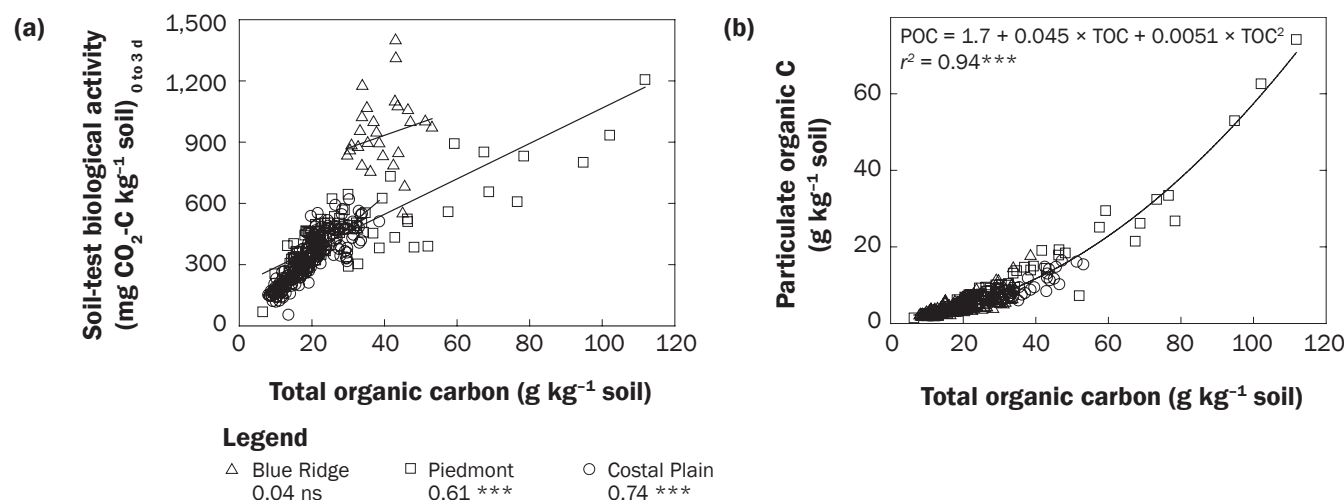 (a)
Soil-test biological activity
(mg CO₂-C kg⁻¹ soil) ₀ ₜₒ ₃ d
1,500
1,200
900
600
300
0
0 20 40 60 80 100 120
Total organic carbon (g kg⁻¹ soil)
(b)
Particulate organic C
(g kg⁻¹ soil)
POC = 1.7 + 0.045 × TOC + 0.0051 × TOC²
r² = 0.94***
60
40
20
0
0 20 40 60 80 100 120
Total organic carbon (g kg⁻¹ soil)
Legend
△ Blue Ridge □ Piedmont ○ Costal Plain
0.04 ns 0.61 *** 0.74 ***